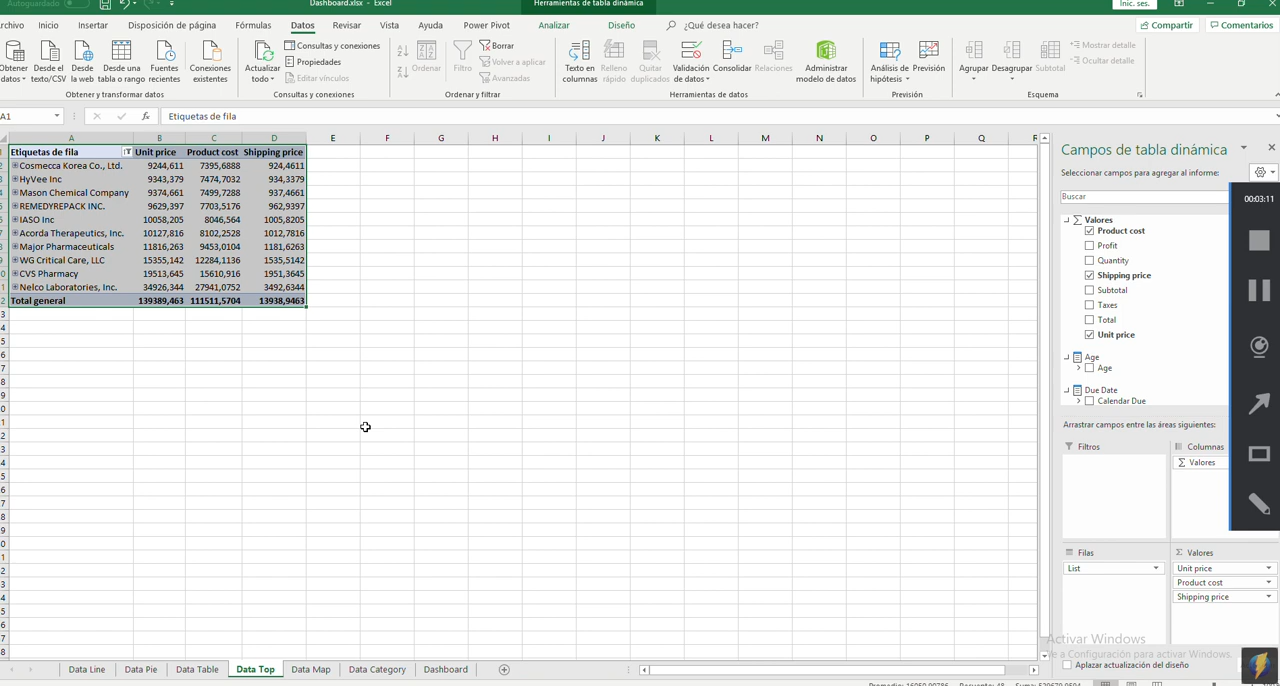 Autoguardado
Dashboard.xlsx - Excel
Herramientas de tabla dinámica
Inic. ses.
Archivo Inicio Insertar Disposición de página Fórmulas Datos Revisar Vista Ayuda Power Pivot Analizar Diseño ¿Qué desea hacer?
Compartir Comentarios
Obtener datos
Desde el texto/CSV
Desde la web
Desde una tabla o rango
Fuentes recientes
Conexiones existentes
Obtener y transformar datos
Actualizar todo
Consultas y conexiones
Propiedades
Editar vínculos
Consultas y conexiones
Ordenar
Filtro
Borrar
Volver a aplicar
Avanzadas
Ordenar y filtrar
Texto en columnas
Relleno rápido
Quitar duplicados
Validación de datos
Consolidar
Relaciones
Administrar modelo de datos
Herramientas de datos
Análisis de hipótesis
Previsión
Previsión
Agrupar
Desagrupar
Subtotal
Mostrar detalle
Ocultar detalle
Esquema
A1 fx Etiquetas de fila
A B C D E F G H I J K L M N O P Q R
Etiquetas de fila Unit price Product cost Shipping price
Cosmecca Korea Co., Ltd. 9244,611 7395,6888 924,4611
HyVee Inc 9343,379 7474,7032 934,3379
Mason Chemical Company 9374,661 7499,7288 937,4661
REMEDYREPACK INC. 9629,397 7703,5176 962,9397
IASO Inc 10058,205 8046,564 1005,8205
Acorda Therapeutics, Inc. 10127,816 8102,2528 1012,7816
Major Pharmaceuticals 11816,263 9453,0104 1181,6263
WG Critical Care, LLC 15355,142 12284,1136 1535,5142
CVS Pharmacy 19513,645 15610,916 1951,3645
Nelco Laboratories, Inc. 34926,344 27941,0752 3492,6344
Total general 139389,463 111511,5704 13938,9463
Campos de tabla dinámica
Seleccionar campos para agregar al informe:
Buscar
00:03:11
Valores
Product cost
Profit
Quantity
Shipping price
Subtotal
Taxes
Total
Unit price
Age
Age
Due Date
Calendar Due
Arrastrar campos entre las áreas siguientes:
Filtros Columnas
Σ Valores
Filas Σ Valores
List Unit price
Product cost
Shipping price
Activar Windows
Ve a Configuración para activar Windows.
Aplazar actualización del diseño
Data Line Data Pie Data Table Data Top Data Map Data Category Dashboard